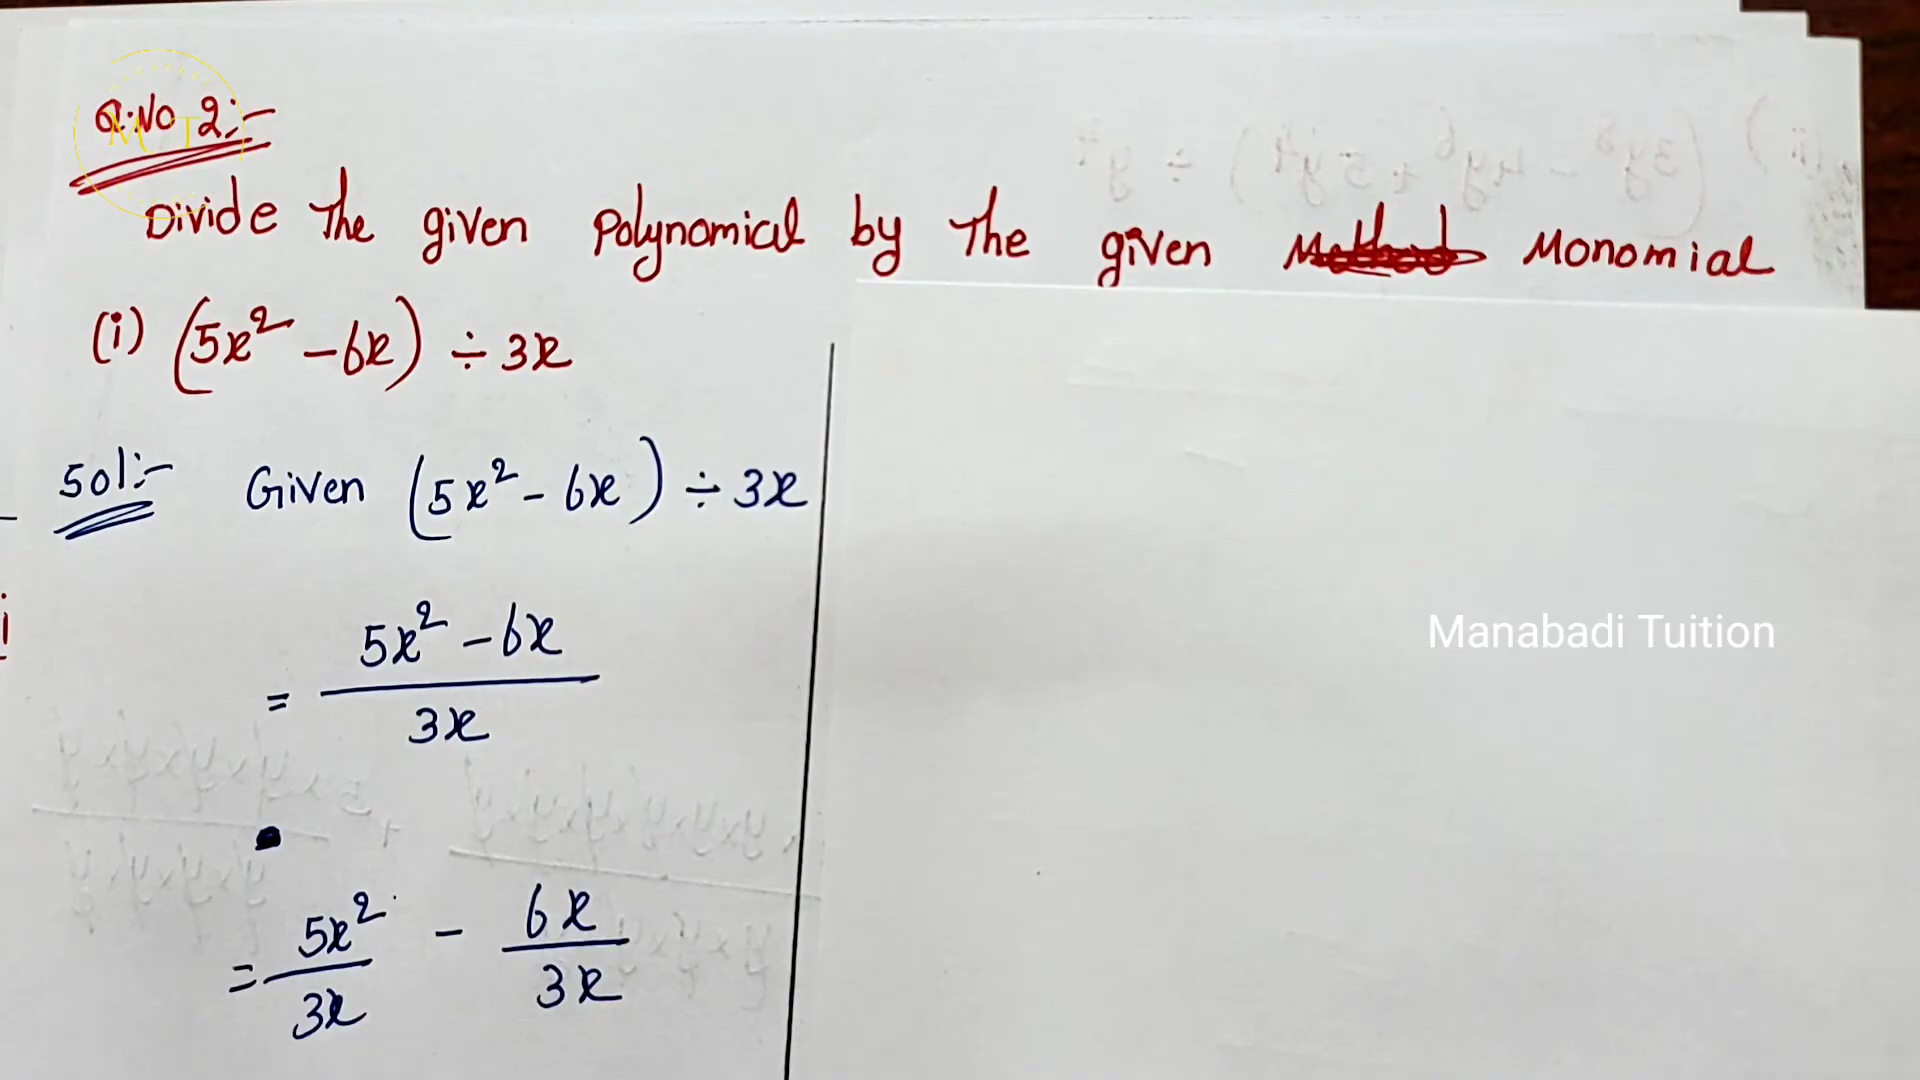 Q.NO 2:-
Divide The given Polynomial by The given Monomial
(i) (5x² - 6x) ÷ 3x
Sol:- Given (5x² - 6x) ÷ 3x
= 5x² - 6x / 3x
= 5x² / 3x - 6x / 3x
Manabadi Tuition
M T